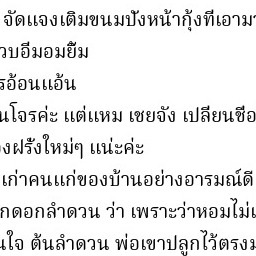 จัดแจงเติมขนมปังหน้ากุ้งที่เอามา
วบอิ่มอมยิ้ม
รอ้อนแอ้น
นโจรค่ะ แต่แหม เชยจัง เปลี่ยนชื่อ
งฝรั่งใหม่ๆ แน่ะค่ะ
เก่าคนแก่ของบ้านอย่างอารมณ์ดี
กดอกลำดวน ว่า เพราะว่าหอมไม่เ
นใจ ต้นลำดวน พ่อเขาปลูกไว้ตรงม